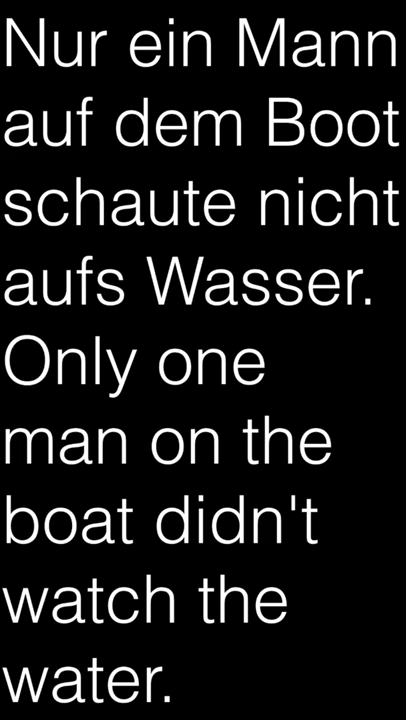 Nur ein Mann
auf dem Boot
schaute nicht
aufs Wasser.
Only one
man on the
boat didn't
watch the
water.